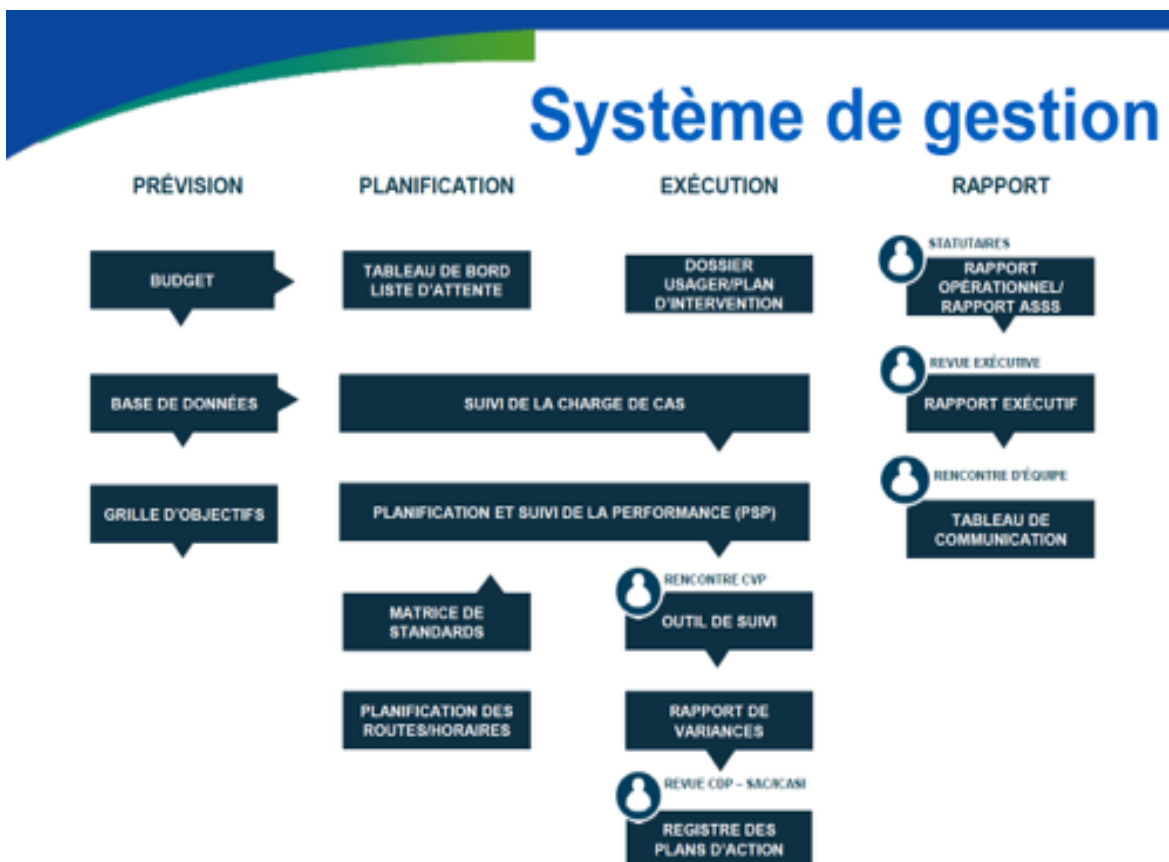 Système de gestion
PRÉVISION
PLANIFICATION
EXÉCUTION
RAPPORT
BUDGET
TABLEAU DE BORD
LISTE D'ATTENTE
DOSSIER
USAGER/PLAN
D'INTERVENTION
STATUTAIRES
RAPPORT
OPÉRATIONNEL/
RAPPORT ASSS
BASE DE DONNÉES
SUIVI DE LA CHARGE DE CAS
REVUE EXÉCUTIVE
RAPPORT EXÉCUTIF
GRILLE D'OBJECTIFS
PLANIFICATION ET SUIVI DE LA PERFORMANCE (PSP)
RENCONTRE D'ÉQUIPE
TABLEAU DE
COMMUNICATION
MATRICE DE
STANDARDS
RENCONTRE CVP
OUTIL DE SUIVI
PLANIFICATION DES
ROUTES/HORAIRES
RAPPORT DE
VARIANCES
REVUE CDP – SAC/ICASI
REGISTRE DES
PLANS D'ACTION